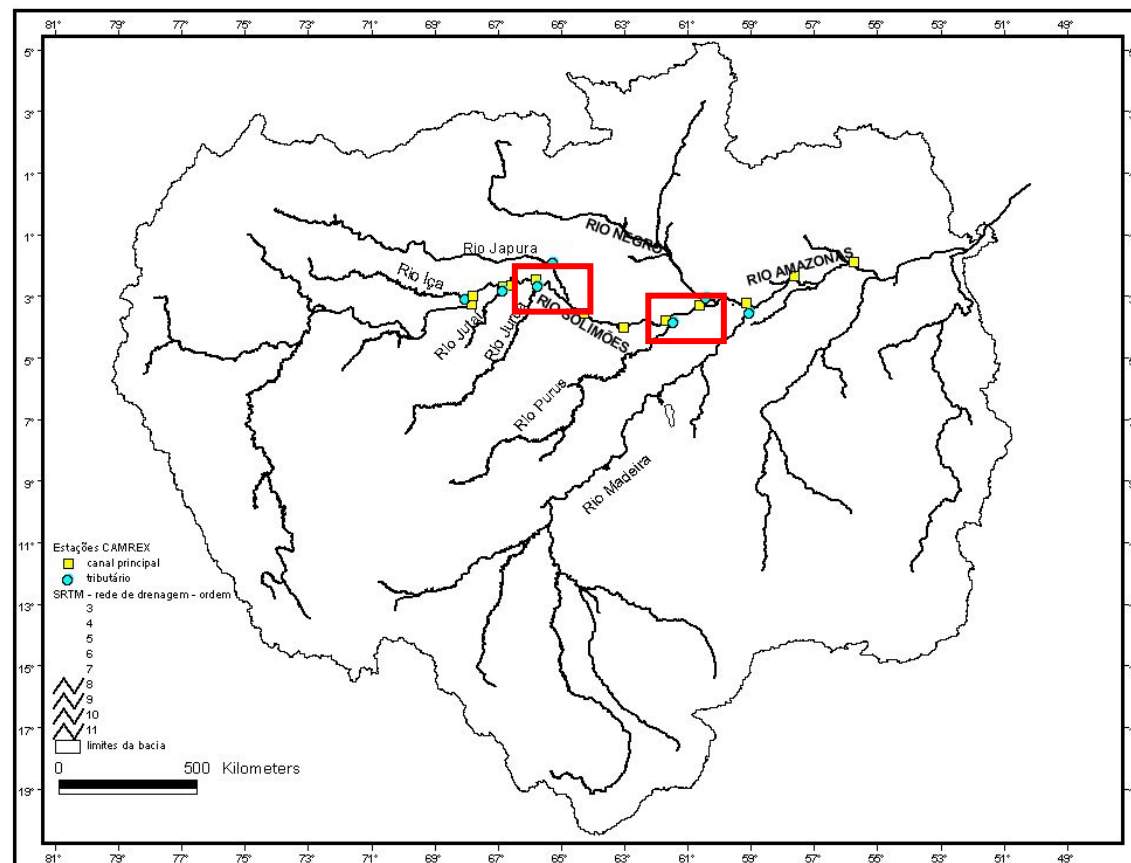 81° 79° 77° 75° 73° 71° 69° 67° 65° 63° 61° 59° 57° 55° 53° 51° 49°
5°
3°
1°
1°
3°
5°
7°
9°
11°
13°
15°
17°
19°
RIO NEGRO
Rio Japura
RIO AMAZONAS
Rio Iça
RIO SOLIMÕES
Rio Jutaí
Rio Juruá
Rio Purus
Rio Madeira
Estações CAMREX
canal principal
tributário
SRTM - rede de drenagem - ordem
3
4
5
6
7
8
9
10
11
limites da bacia
0 500 Kilometers
81° 79° 77° 75° 73° 71° 69° 67° 65° 63° 61° 59° 57° 55° 53° 51° 49°